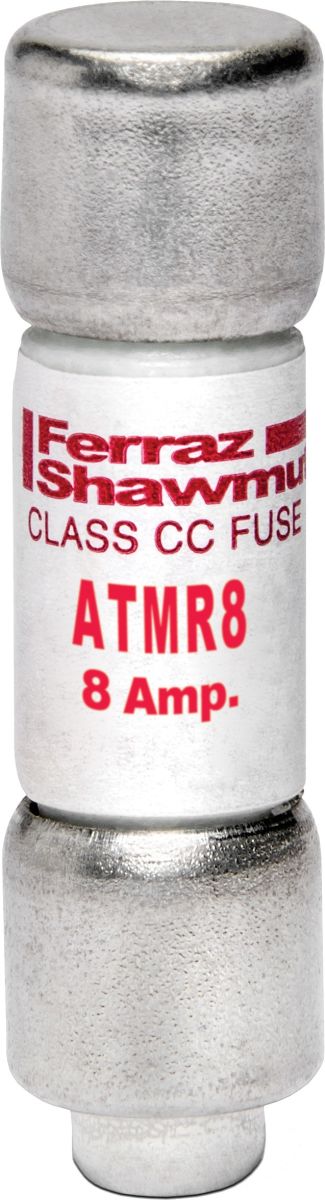 Ferraz
Shawmut
CLASS CC FUSE
ATMR8
8 Amp.